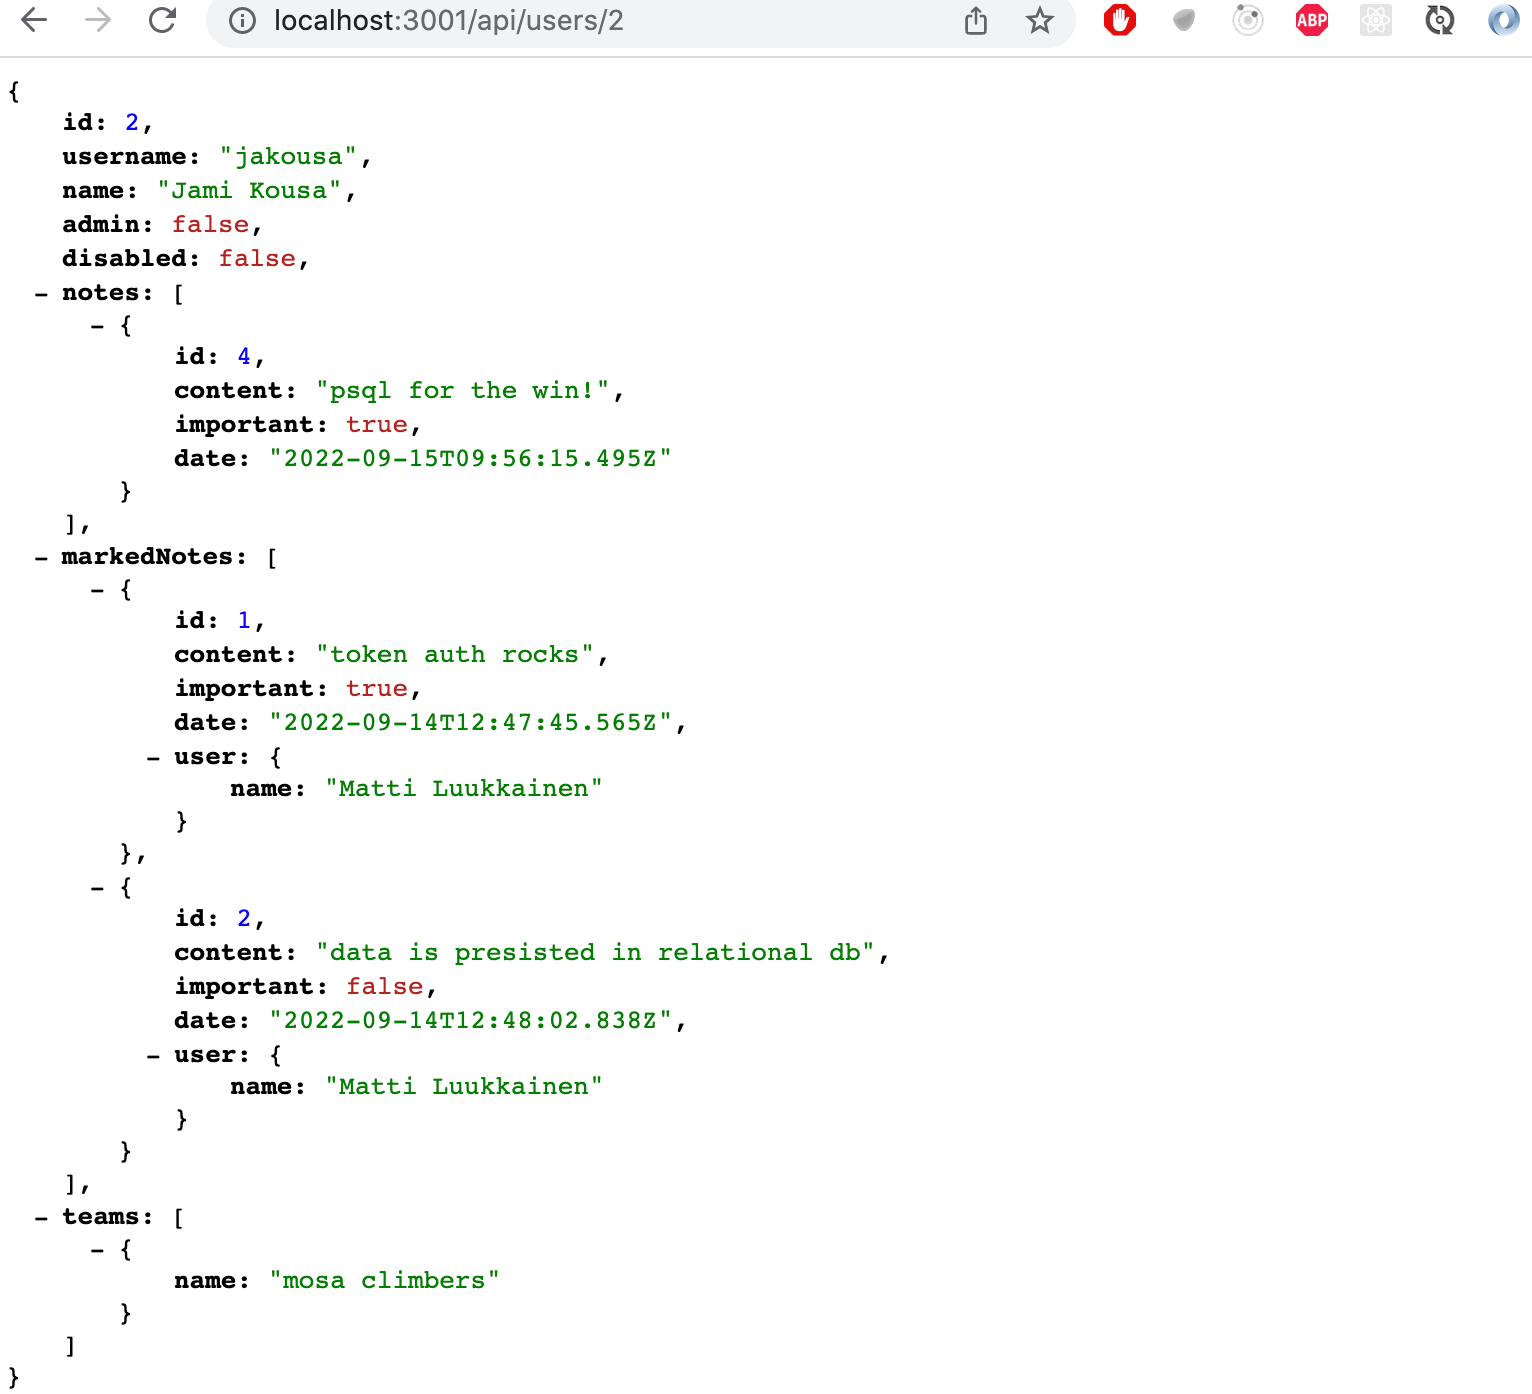 localhost:3001/api/users/2
ABP
{
id: 2,
username: "jakousa",
name: "Jami Kousa",
admin: false,
disabled: false,
- notes: [
- {
id: 4,
content: "psql for the win!",
important: true,
date: "2022-09-15T09:56:15.495Z"
}
],
- markedNotes: [
- {
id: 1,
content: "token auth rocks",
important: true,
date: "2022-09-14T12:47:45.565Z",
- user: {
name: "Matti Luukkainen"
}
},
- {
id: 2,
content: "data is presisted in relational db",
important: false,
date: "2022-09-14T12:48:02.838Z",
- user: {
name: "Matti Luukkainen"
}
}
],
- teams: [
- {
name: "mosa climbers"
}
]
}